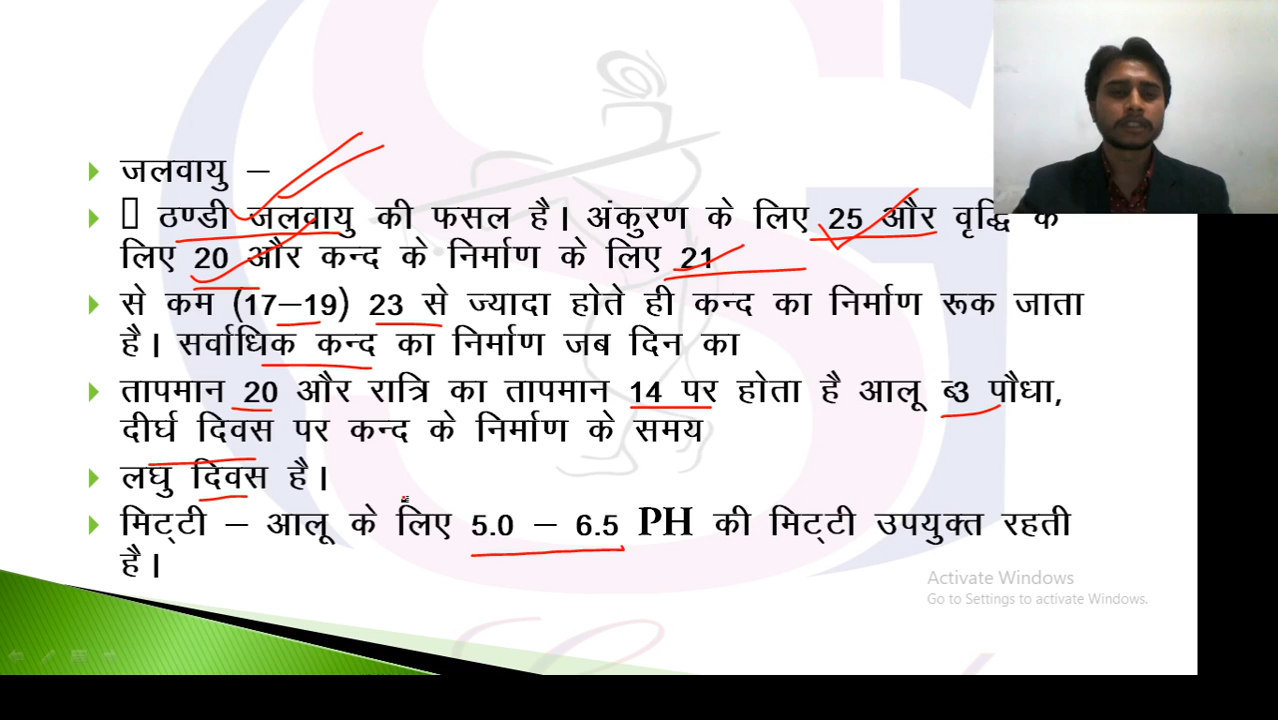 जलवायु –
ठण्डी जलवायु की फसल है। अंकुरण के लिए 25 और वृद्धि के
लिए 20 और कन्द के निर्माण के लिए 21
से कम (17–19) 23 से ज्यादा होते ही कन्द का निर्माण रूक जाता
है। सर्वाधिक कन्द का निर्माण जब दिन का
तापमान 20 और रात्रि का तापमान 14 पर होता है आलू ब्3 पौधा,
दीर्घ दिवस पर कन्द के निर्माण के समय
लघु दिवस है।
मिट्टी – आलू के लिए 5.0 – 6.5 PH की मिट्टी उपयुक्त रहती
है।
Activate Windows
Go to Settings to activate Windows.